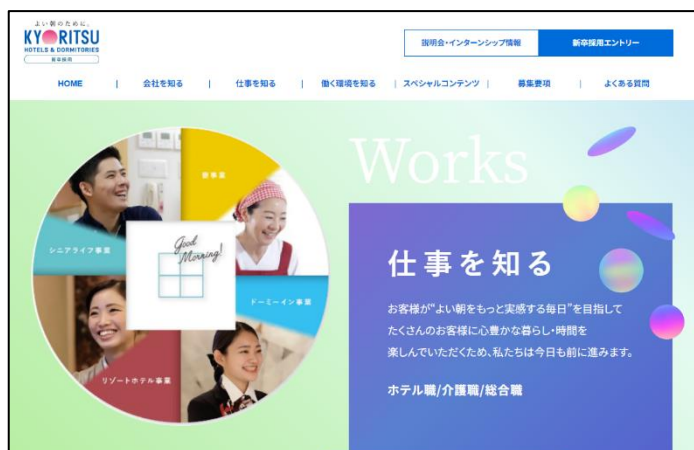 よい朝のために。
KYORITSU
HOTELS & DORMITORIES
新卒採用
説明会・インターンシップ情報
新卒採用エントリー
HOME
会社を知る
仕事を知る
働く環境を知る
スペシャルコンテンツ
募集要項
よくある質問
Works
寮事業
シニアライフ事業
Good
Morning!
ドーミーイン事業
リゾートホテル事業
仕事を知る
お客様が“よい朝をもっと実感する毎日”を目指して
たくさんのお客様に心豊かな暮らし・時間を
楽しんでいただくため、私たちは今日も前に進みます。
ホテル職/介護職/総合職